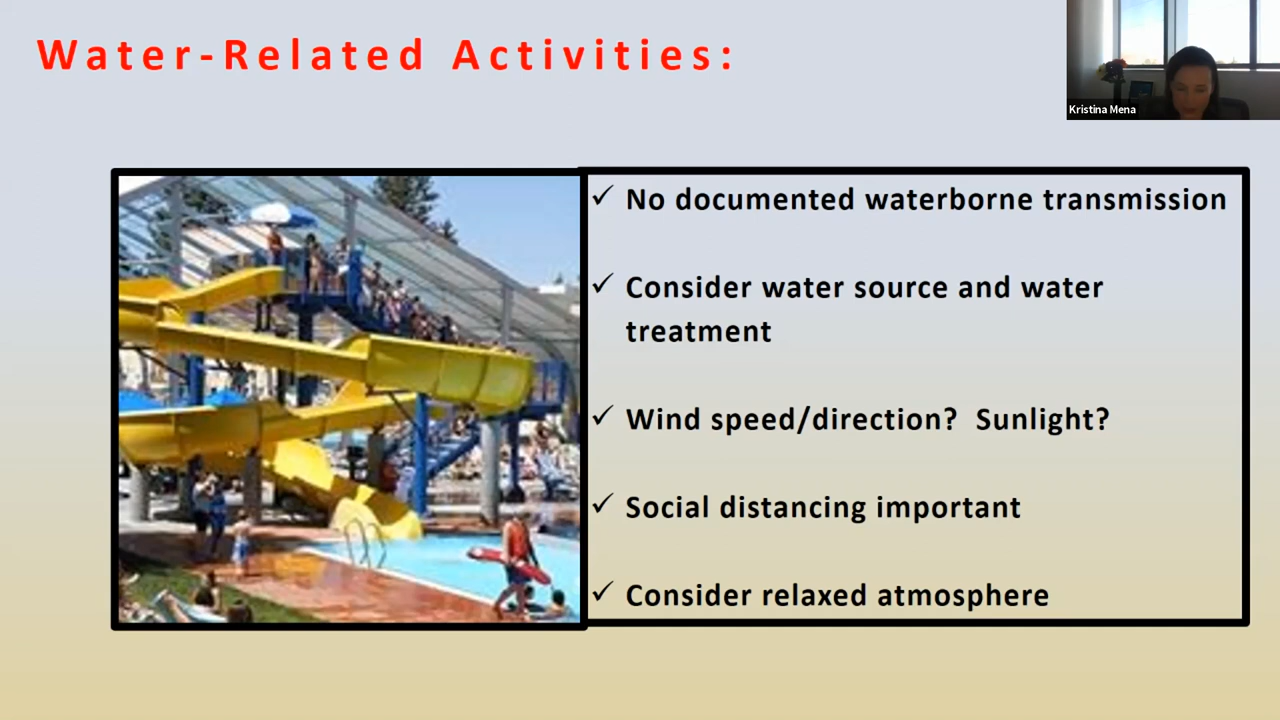 Water-Related Activities:
Kristina Mena
✓ No documented waterborne transmission
✓ Consider water source and water
treatment
✓ Wind speed/direction? Sunlight?
✓ Social distancing important
✓ Consider relaxed atmosphere